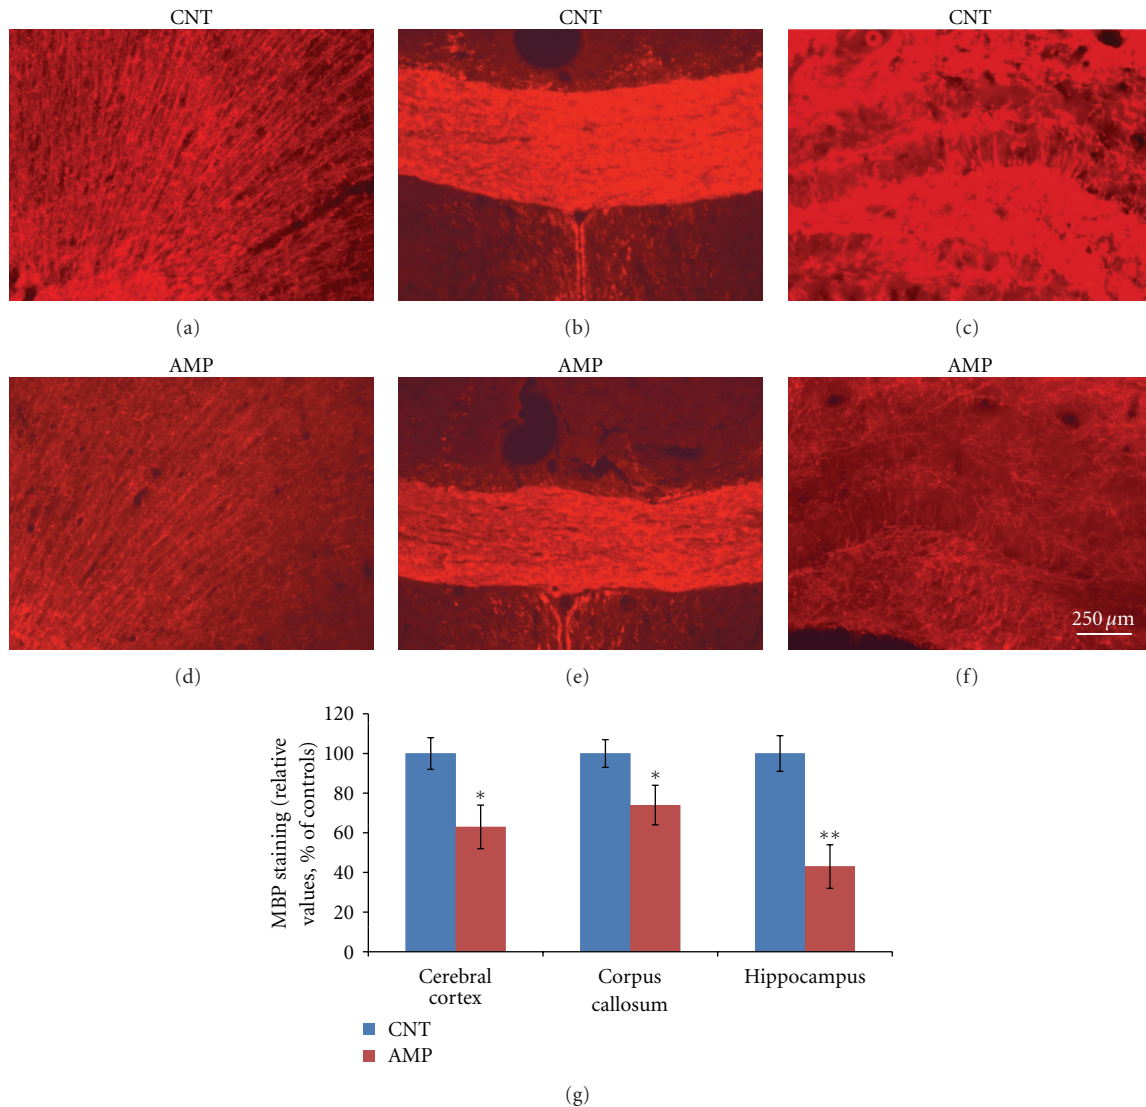 CNT
CNT
CNT
(a)
(b)
(c)
AMP
AMP
AMP
250 µm
(d)
(e)
(f)
MBP staining (relative
values, % of controls)
120
100
80
60
40
20
0
*
*
**
Cerebral
cortex
Corpus
callosum
Hippocampus
CNT
AMP
(g)